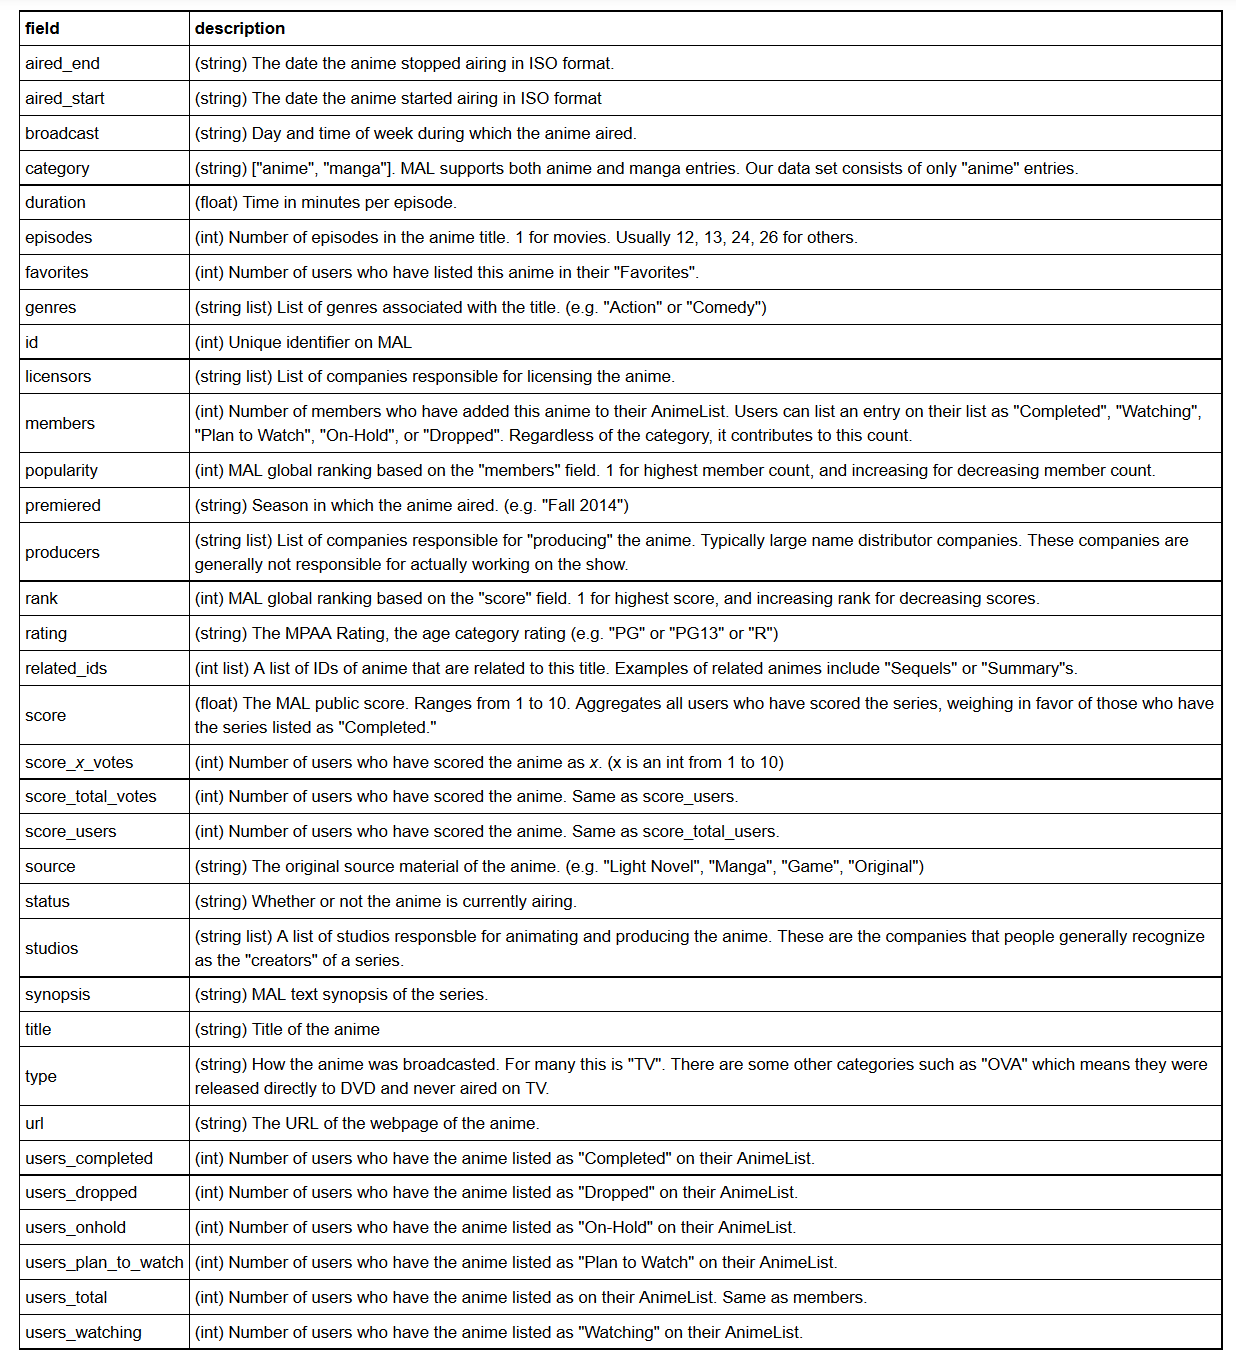 field description
aired_end (string) The date the anime stopped airing in ISO format.
aired_start (string) The date the anime started airing in ISO format
broadcast (string) Day and time of week during which the anime aired.
category (string) ["anime", "manga"]. MAL supports both anime and manga entries. Our data set consists of only "anime" entries.
duration (float) Time in minutes per episode.
episodes (int) Number of episodes in the anime title. 1 for movies. Usually 12, 13, 24, 26 for others.
favorites (int) Number of users who have listed this anime in their "Favorites".
genres (string list) List of genres associated with the title. (e.g. "Action" or "Comedy")
id (int) Unique identifier on MAL
licensors (string list) List of companies responsible for licensing the anime.
members (int) Number of members who have added this anime to their AnimeList. Users can list an entry on their list as "Completed", "Watching",
"Plan to Watch", "On-Hold", or "Dropped". Regardless of the category, it contributes to this count.
popularity (int) MAL global ranking based on the "members" field. 1 for highest member count, and increasing for decreasing member count.
premiered (string) Season in which the anime aired. (e.g. "Fall 2014")
producers (string list) List of companies responsible for "producing" the anime. Typically large name distributor companies. These companies are
generally not responsible for actually working on the show.
rank (int) MAL global ranking based on the "score" field. 1 for highest score, and increasing rank for decreasing scores.
rating (string) The MPAA Rating, the age category rating (e.g. "PG" or "PG13" or "R")
related_ids (int list) A list of IDs of anime that are related to this title. Examples of related animes include "Sequels" or "Summary"s.
score (float) The MAL public score. Ranges from 1 to 10. Aggregates all users who have scored the series, weighing in favor of those who have
the series listed as "Completed."
score_x_votes (int) Number of users who have scored the anime as x. (x is an int from 1 to 10)
score_total_votes (int) Number of users who have scored the anime. Same as score_users.
score_users (int) Number of users who have scored the anime. Same as score_total_users.
source (string) The original source material of the anime. (e.g. "Light Novel", "Manga", "Game", "Original")
status (string) Whether or not the anime is currently airing.
studios (string list) A list of studios responsble for animating and producing the anime. These are the companies that people generally recognize
as the "creators" of a series.
synopsis (string) MAL text synopsis of the series.
title (string) Title of the anime
type (string) How the anime was broadcasted. For many this is "TV". There are some other categories such as "OVA" which means they were
released directly to DVD and never aired on TV.
url (string) The URL of the webpage of the anime.
users_completed (int) Number of users who have the anime listed as "Completed" on their AnimeList.
users_dropped (int) Number of users who have the anime listed as "Dropped" on their AnimeList.
users_onhold (int) Number of users who have the anime listed as "On-Hold" on their AnimeList.
users_plan_to_watch (int) Number of users who have the anime listed as "Plan to Watch" on their AnimeList.
users_total (int) Number of users who have the anime listed as on their AnimeList. Same as members.
users_watching (int) Number of users who have the anime listed as "Watching" on their AnimeList.